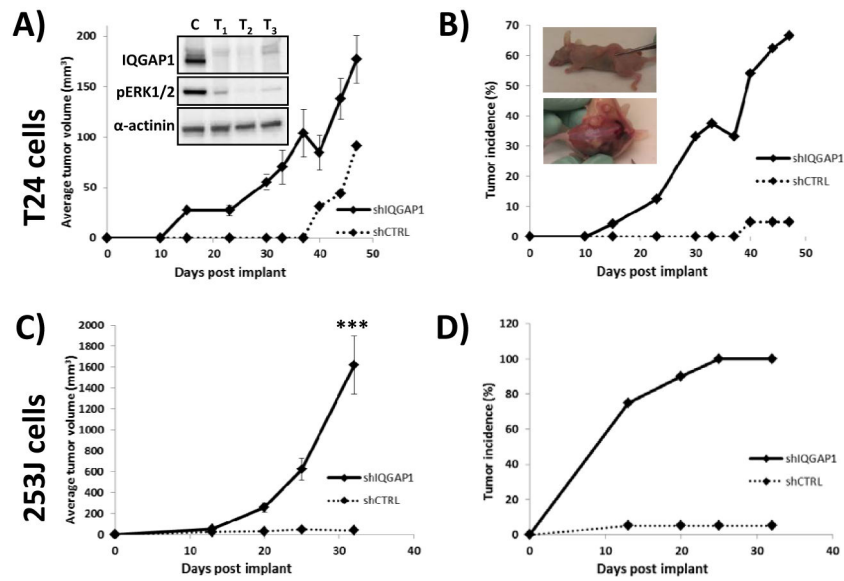 A)
T24 cells
Average tumor volume (mm³)
200
150
100
50
0
C T₁ T₂ T₃
IQGAP1
pERK1/2
α-actinin
shIQGAP1
shCTRL
0 10 20 30 40 50
Days post implant
B)
Tumor incidence (%)
70
60
50
40
30
20
10
0
shIQGAP1
shCTRL
0 10 20 30 40 50
Days post implant
C)
253J cells
Average tumor volume (mm³)
2000
1800
1600
1400
1200
1000
800
600
400
200
0
***
shIQGAP1
shCTRL
0 10 20 30 40
Days post implant
D)
Tumor incidence (%)
120
100
80
60
40
20
0
shIQGAP1
shCTRL
0 10 20 30 40
Days post implant